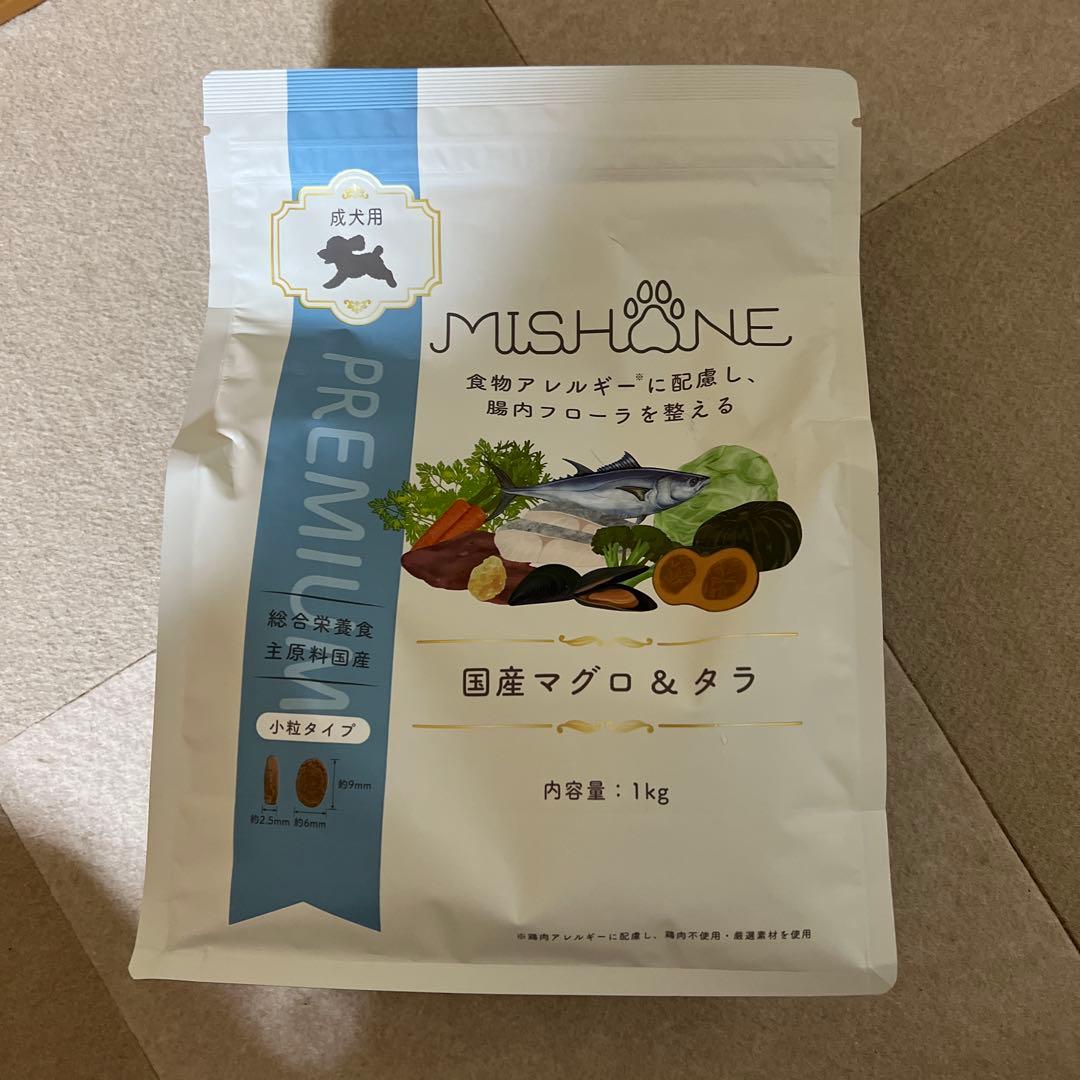 成犬用
MISHONE
食物アレルギー※に配慮し、
腸内フローラを整える
PREMIUM
総合栄養食
主原料国産
小粒タイプ
約9mm
約2.5mm 約6mm
国産マグロ & タラ
内容量：1kg
※鶏肉アレルギーに配慮し、鶏肉不使用・厳選素材を使用